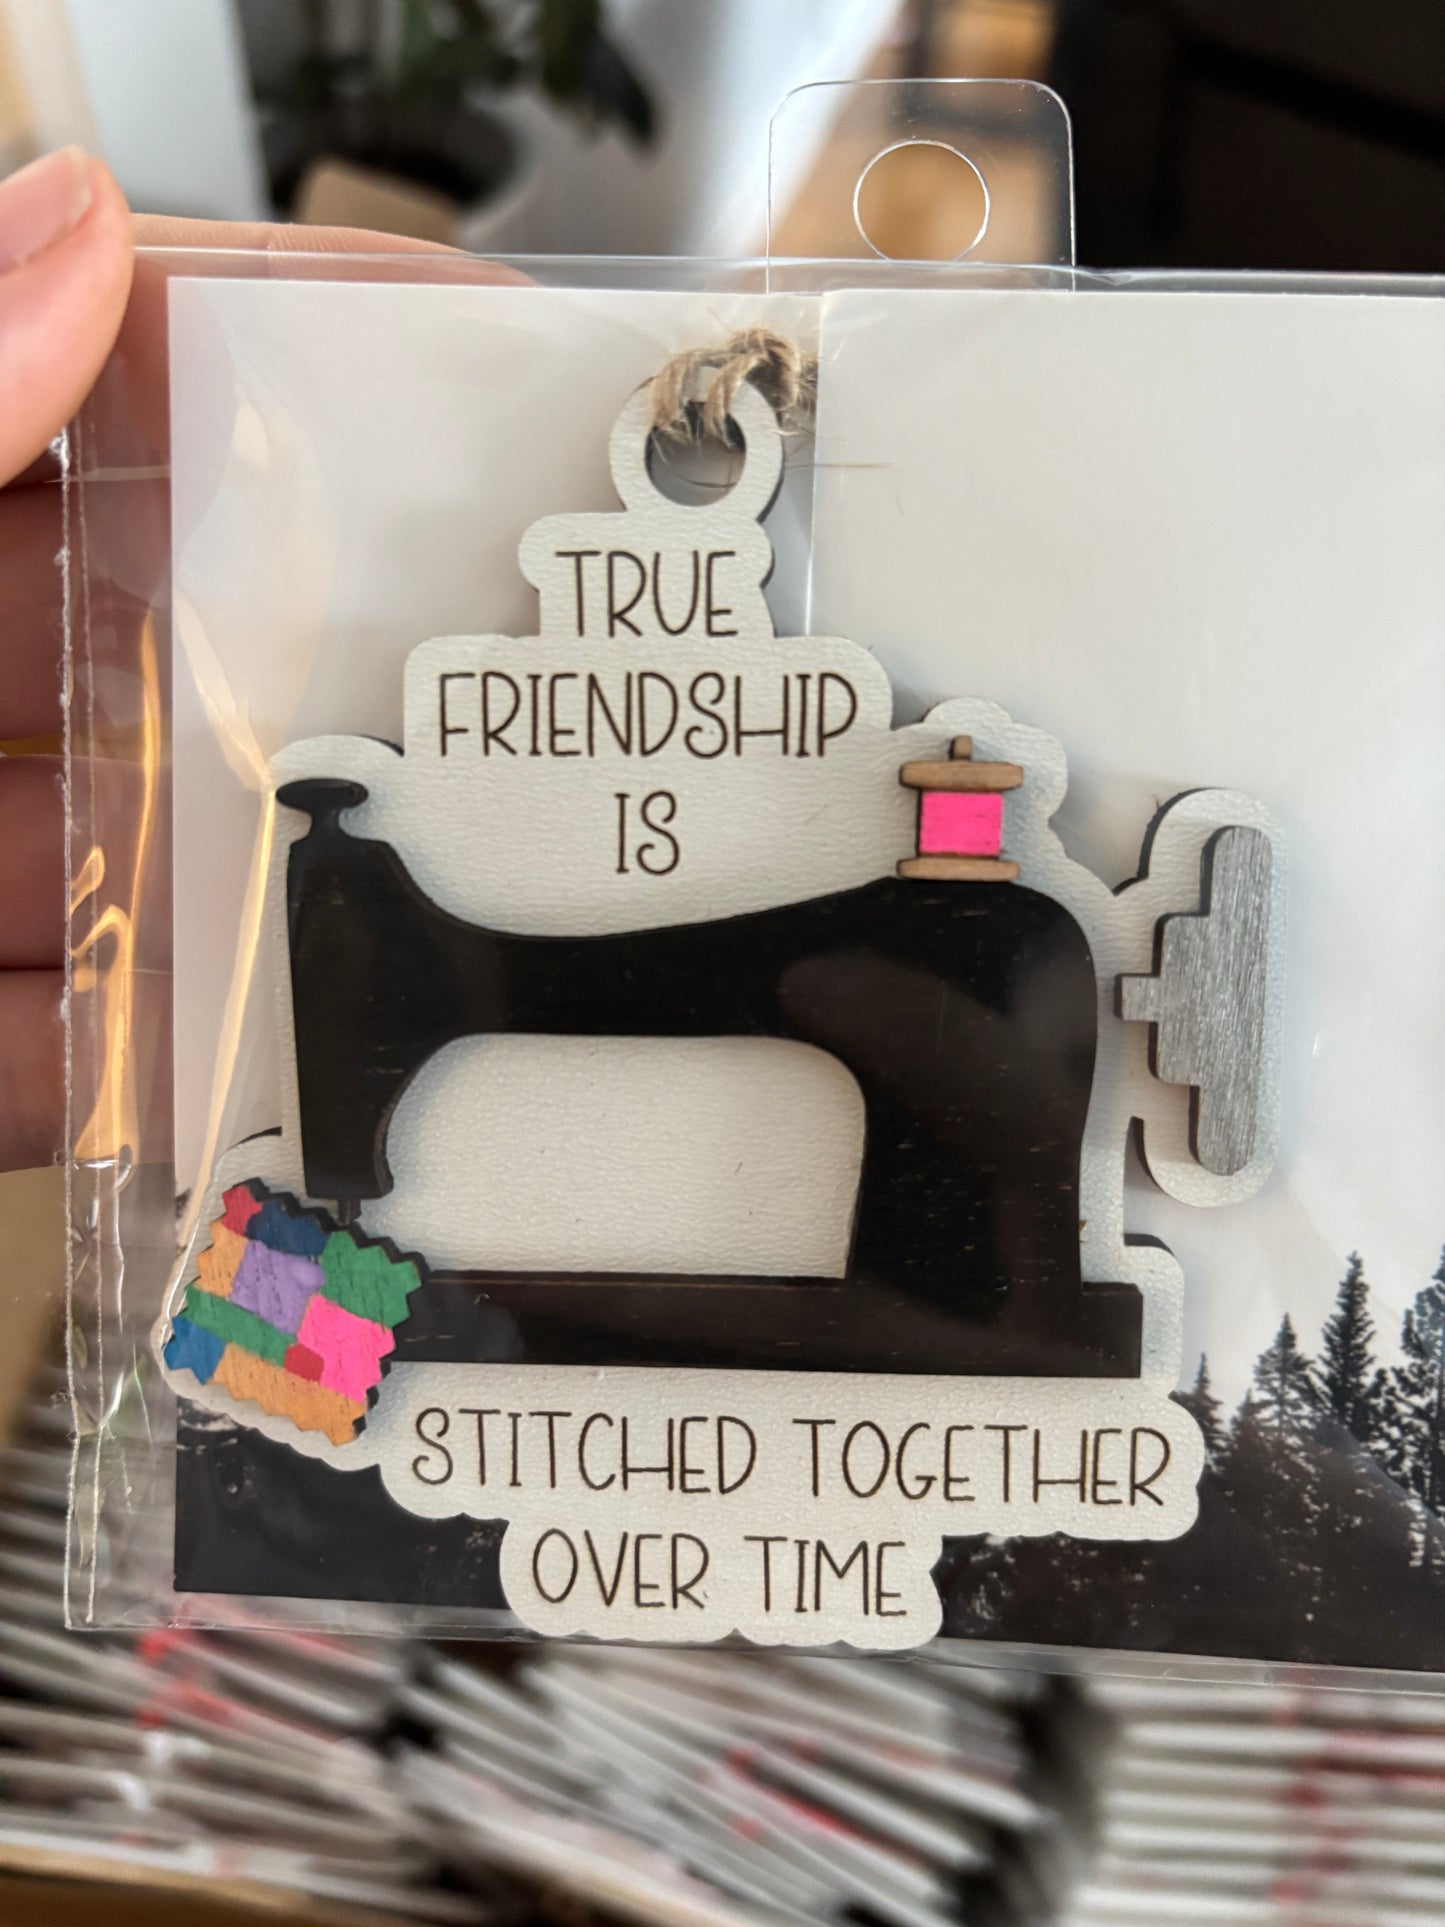 TRUE
FRIENDSHIP
IS
STITCHED TOGETHER
OVER TIME